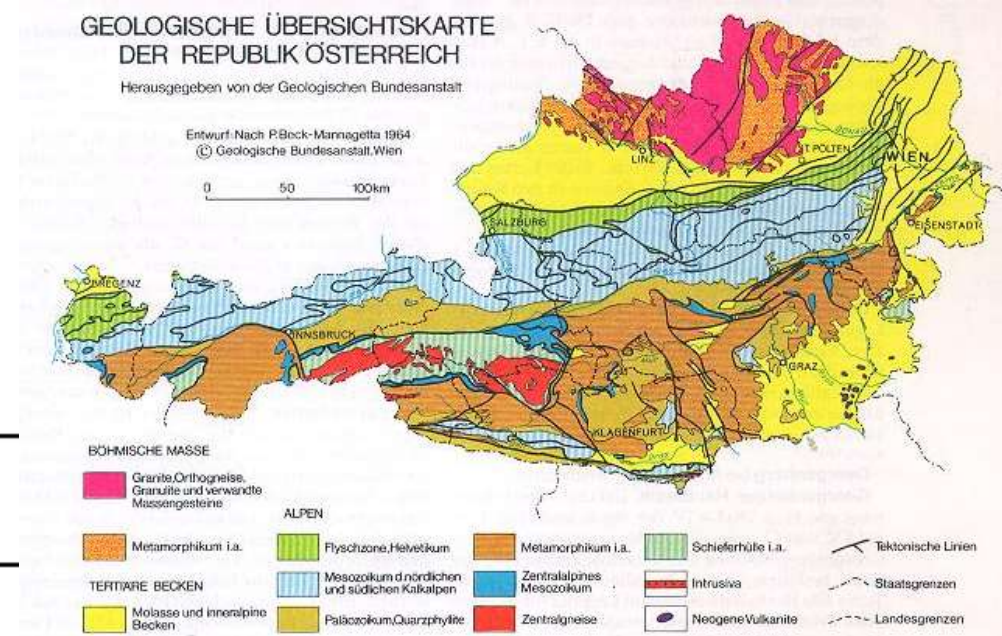 GEOLOGISCHE ÜBERSICHTSKARTE
DER REPUBLIK ÖSTERREICH
Herausgegeben von der Geologischen Bundesanstalt
Entwurf: Nach P. Beck-Mannagetta 1964
© Geologische Bundesanstalt, Wien
0 50 100km
LINZ
ST. PÖLTEN
WIEN
SALZBURG
EISENSTADT
BREGENZ
INNSBRUCK
GRAZ
KLAGENFURT
BÖHMISCHE MASSE
Granite, Orthogneise,
Granulite und verwandte
Massengesteine
Metamorphikum i.a.
TERTIÄRE BECKEN
Molasse und inneralpine
Becken
ALPEN
Flyschzone, Helvetikum
Mesozoikum d. nördlichen
und südlichen Kalkalpen
Paläozoikum, Quarzphyllite
Metamorphikum i.a.
Zentralalpines
Mesozoikum
Zentralgneise
Schieferhülle i.a.
Intrusiva
Neogene Vulkanite
Tektonische Linien
Staatsgrenzen
Landesgrenzen